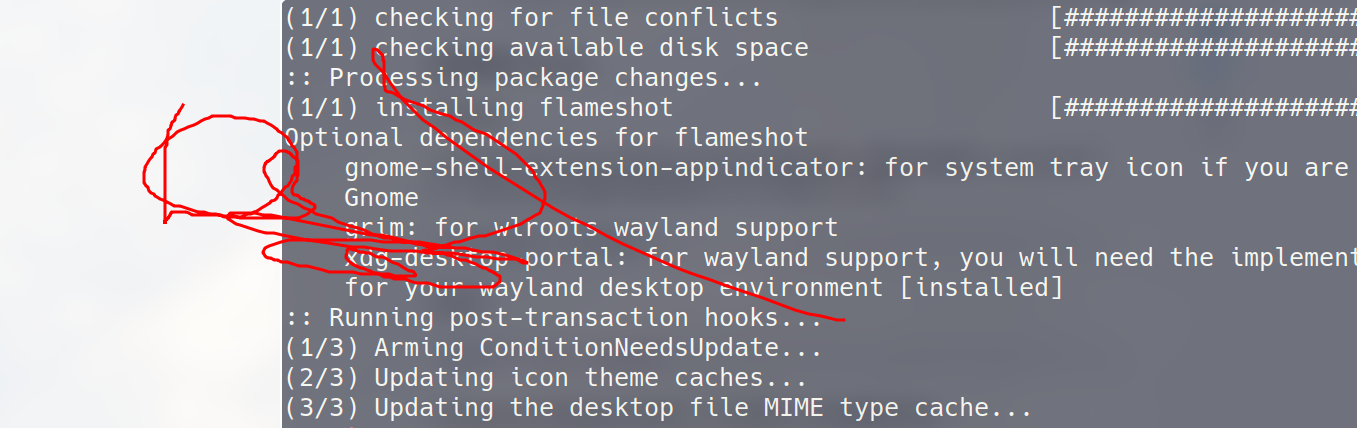 (1/1) checking for file conflicts [####################
(1/1) checking available disk space [####################
:: Processing package changes...
(1/1) installing flameshot [####################
Optional dependencies for flameshot
gnome-shell-extension-appindicator: for system tray icon if you are
Gnome
grim: for wlroots wayland support
xdg-desktop-portal: for wayland support, you will need the implement
for your wayland desktop environment [installed]
:: Running post-transaction hooks...
(1/3) Arming ConditionNeedsUpdate...
(2/3) Updating icon theme caches...
(3/3) Updating the desktop file MIME type cache...